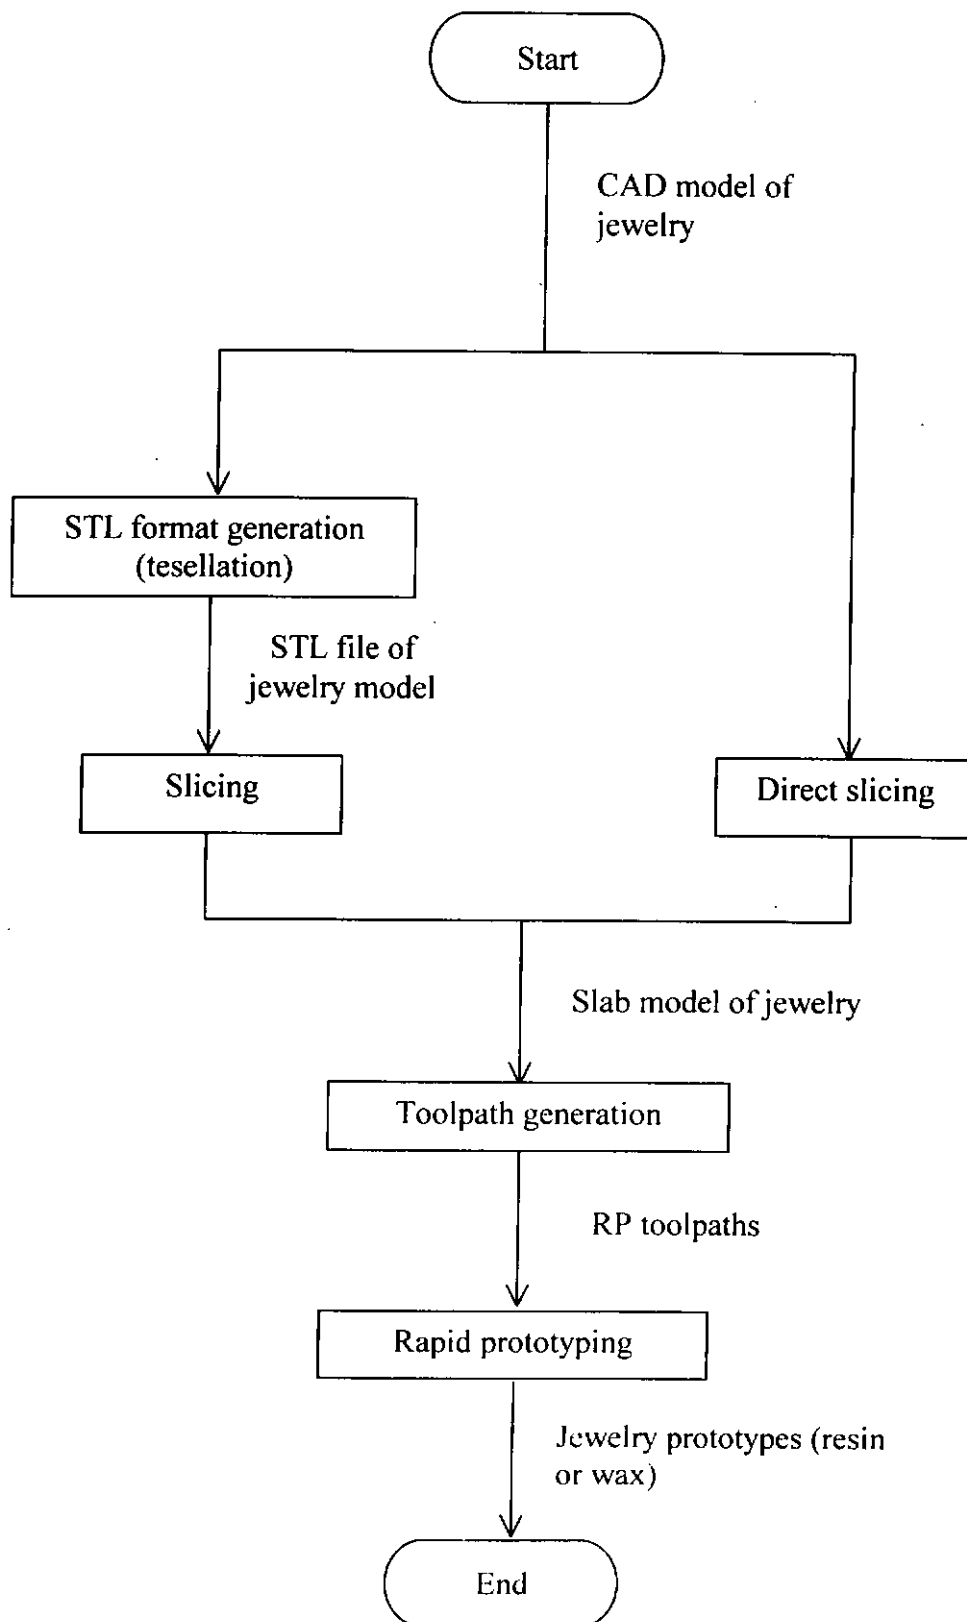 Start
CAD model of
jewelry
STL format generation
(tesellation)
STL file of
jewelry model
Slicing
Direct slicing
Slab model of jewelry
Toolpath generation
RP toolpaths
Rapid prototyping
Jewelry prototypes (resin
or wax)
End